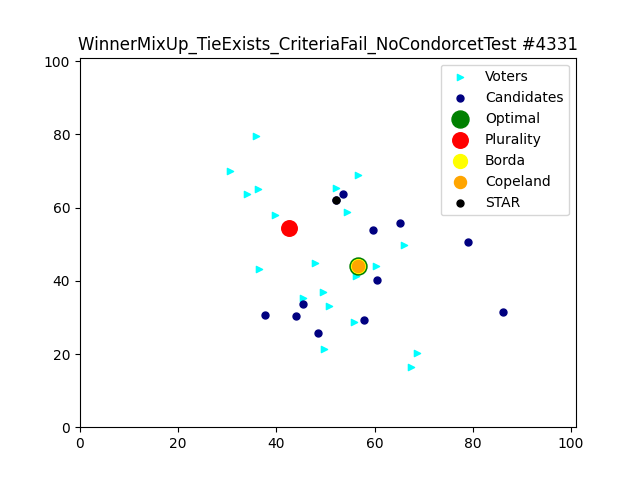 WinnerMixUp_TieExists_CriteriaFail_NoCondorcetTest #4331
100
80
60
40
20
0
0
20
40
60
80
100
Voters
Candidates
Optimal
Plurality
Borda
Copeland
STAR